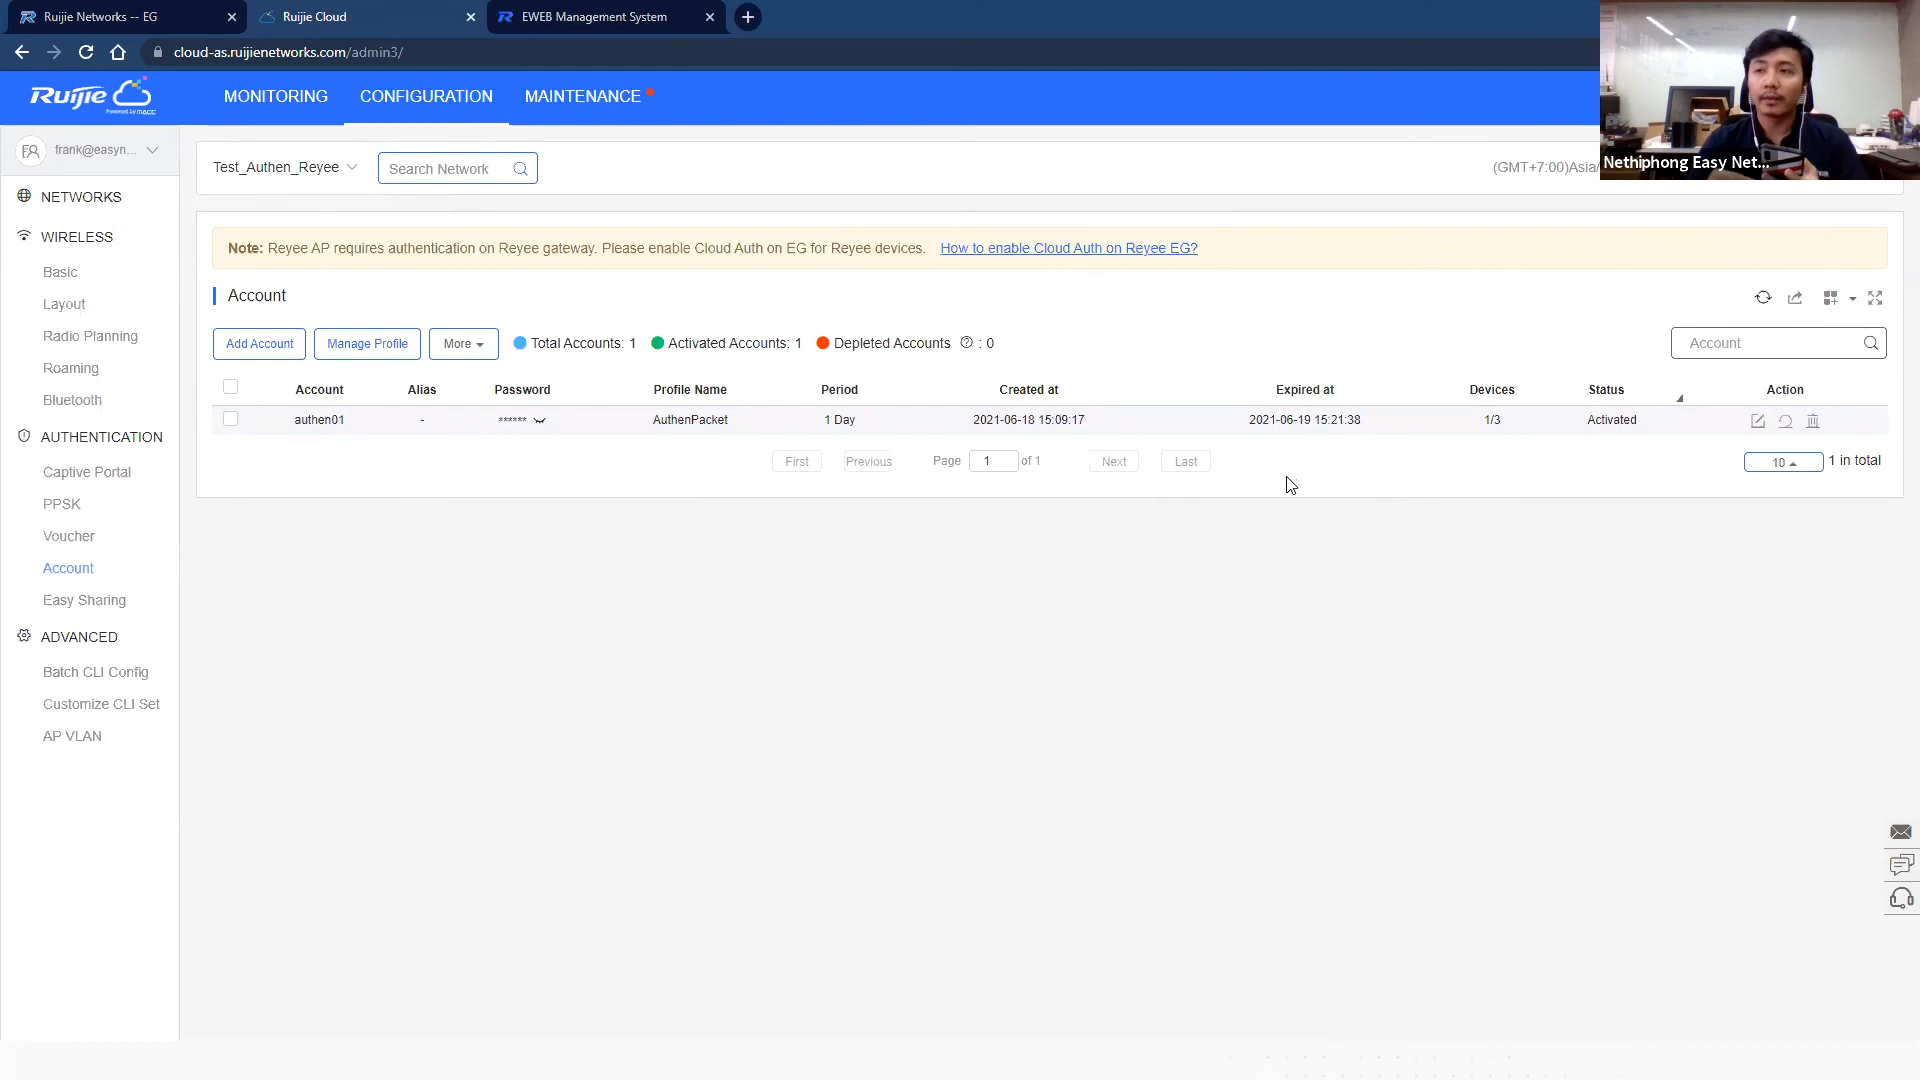 Ruijie Networks -- EG
Ruijie Cloud
EWEB Management System
cloud-as.ruijienetworks.com/admin3/
Ruijie
Powered by MACC
MONITORING
CONFIGURATION
MAINTENANCE
Nethiphong Easy Net...
FR
frank@easyn...
Test_Authen_Reyee
Search Network
(GMT+7:00)Asia/
NETWORKS
WIRELESS
Basic
Layout
Radio Planning
Roaming
Bluetooth
AUTHENTICATION
Captive Portal
PPSK
Voucher
Account
Easy Sharing
ADVANCED
Batch CLI Config
Customize CLI Set
AP VLAN
Note: Reyee AP requires authentication on Reyee gateway. Please enable Cloud Auth on EG for Reyee devices. How to enable Cloud Auth on Reyee EG?
Account
Add Account
Manage Profile
More
Total Accounts: 1
Activated Accounts: 1
Depleted Accounts ? : 0
Account
Account Alias Password Profile Name Period Created at Expired at Devices Status Action
authen01 - ****** AuthenPacket 1 Day 2021-06-18 15:09:17 2021-06-19 15:21:38 1/3 Activated
First Previous Page 1 of 1 Next Last
10 1 in total